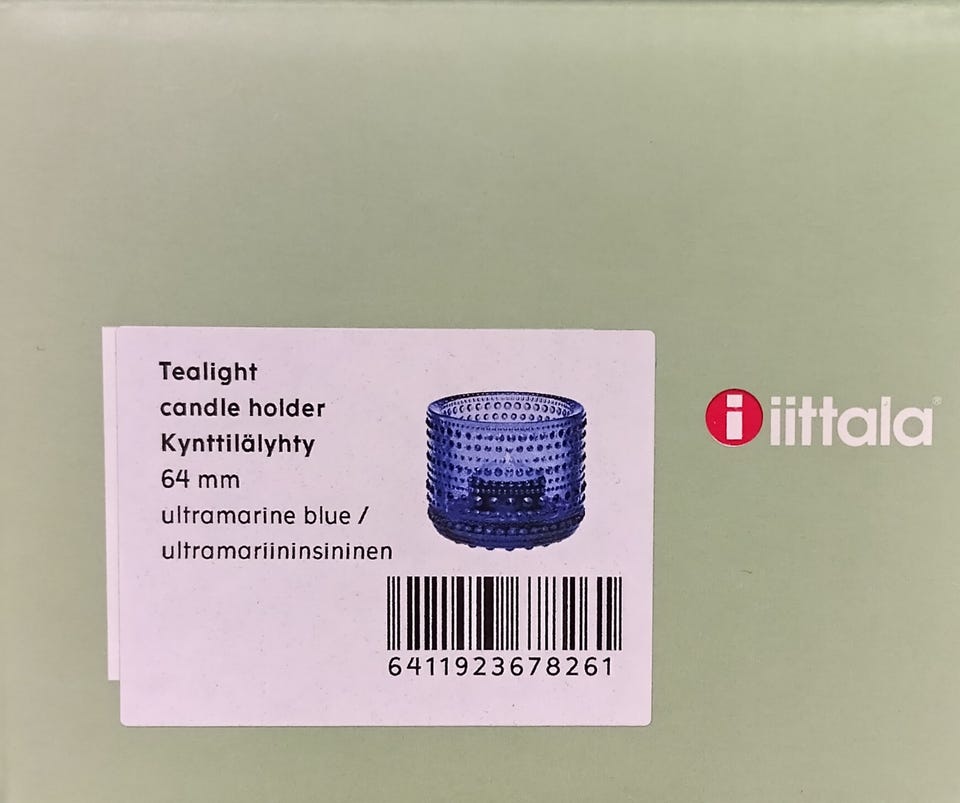 Tealight
candle holder
Kynttilälyhty
64 mm
ultramarine blue /
ultramariininsininen
6411923678261
i iittala®